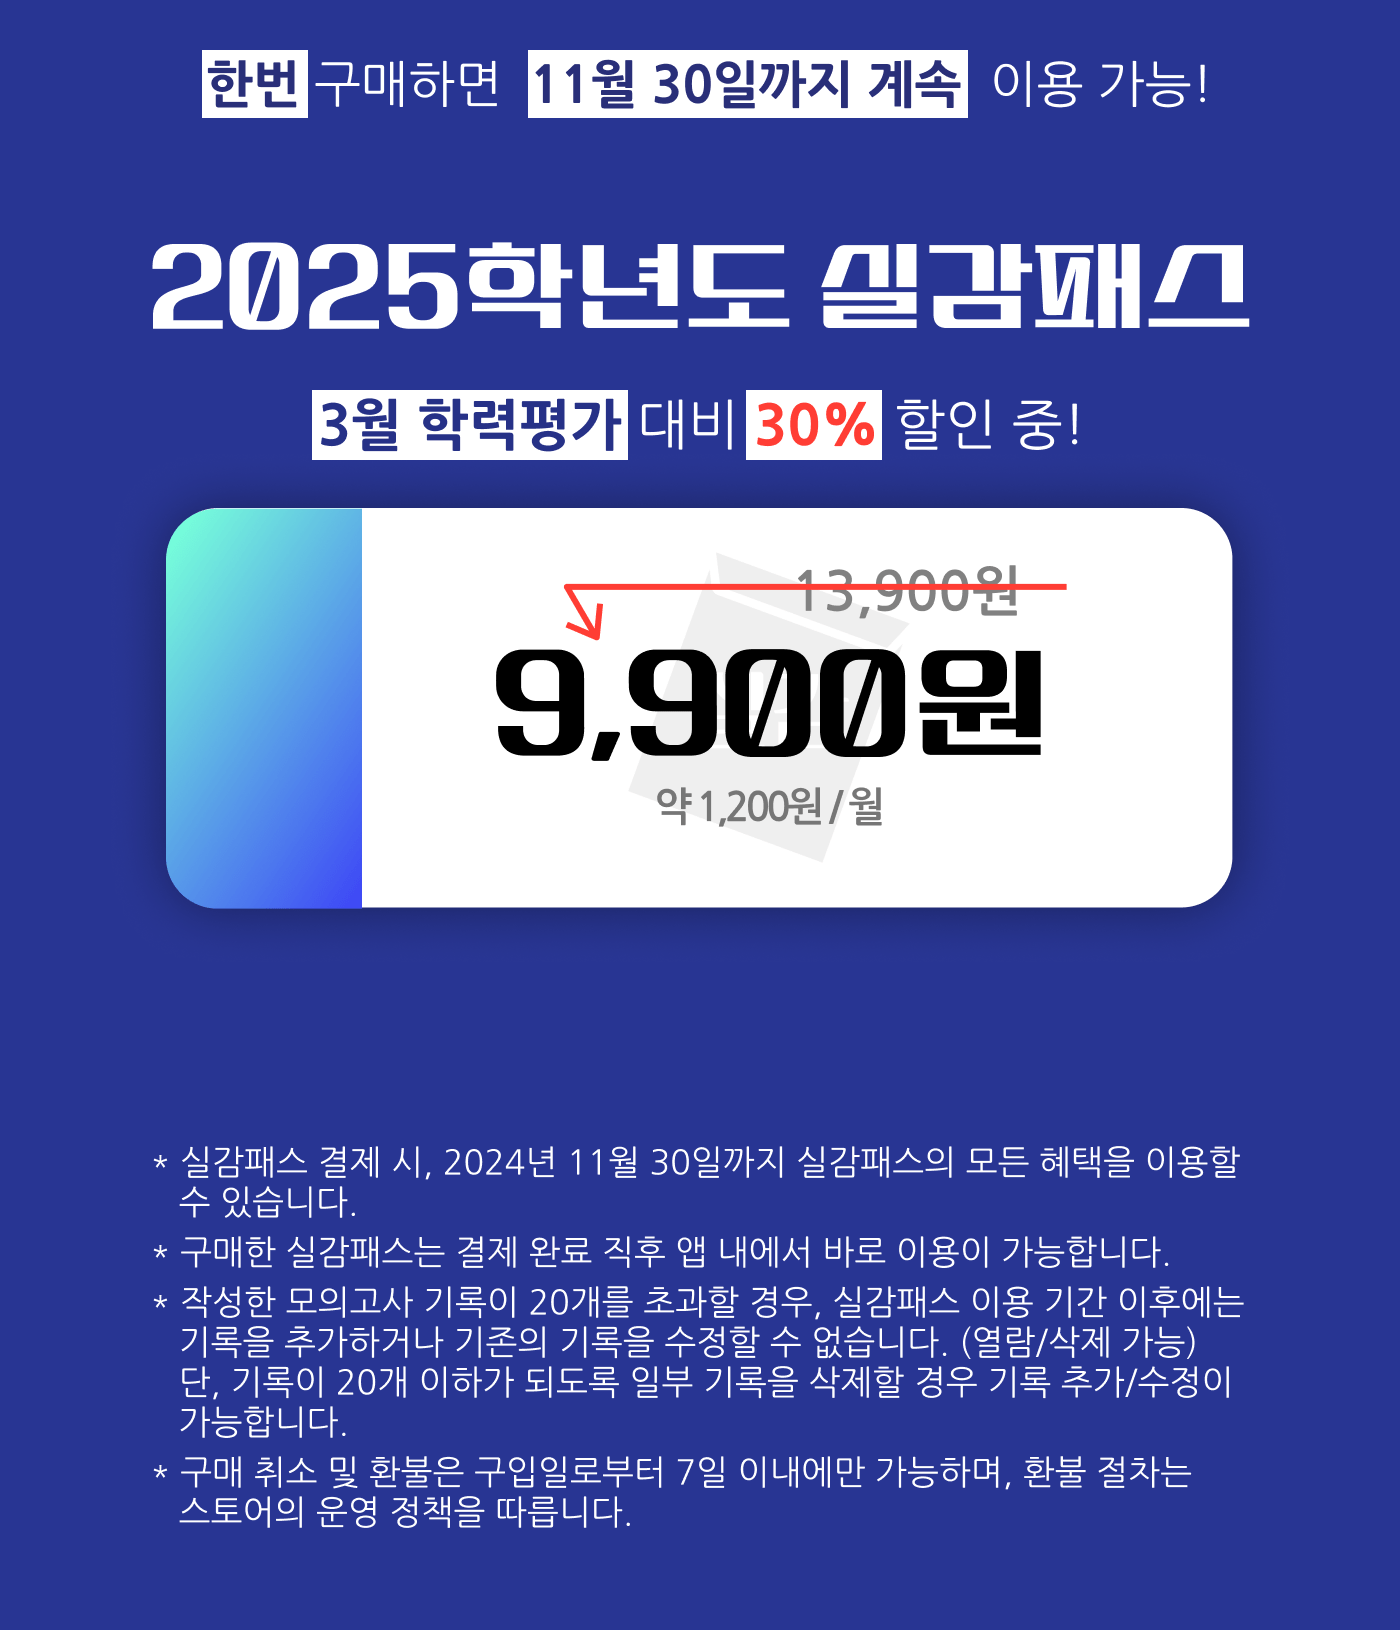 한번 구매하면 11월 30일까지 계속 이용 가능!
2025학년도 실감패스
3월 학력평가 대비 30% 할인 중!
13,900원
9,900원
약 1,200원 / 월
* 실감패스 결제 시, 2024년 11월 30일까지 실감패스의 모든 혜택을 이용할
수 있습니다.
* 구매한 실감패스는 결제 완료 직후 앱 내에서 바로 이용이 가능합니다.
* 작성한 모의고사 기록이 20개를 초과할 경우, 실감패스 이용 기간 이후에는
기록을 추가하거나 기존의 기록을 수정할 수 없습니다. (열람/삭제 가능)
단, 기록이 20개 이하가 되도록 일부 기록을 삭제할 경우 기록 추가/수정이
가능합니다.
* 구매 취소 및 환불은 구입일로부터 7일 이내에만 가능하며, 환불 절차는
스토어의 운영 정책을 따릅니다.